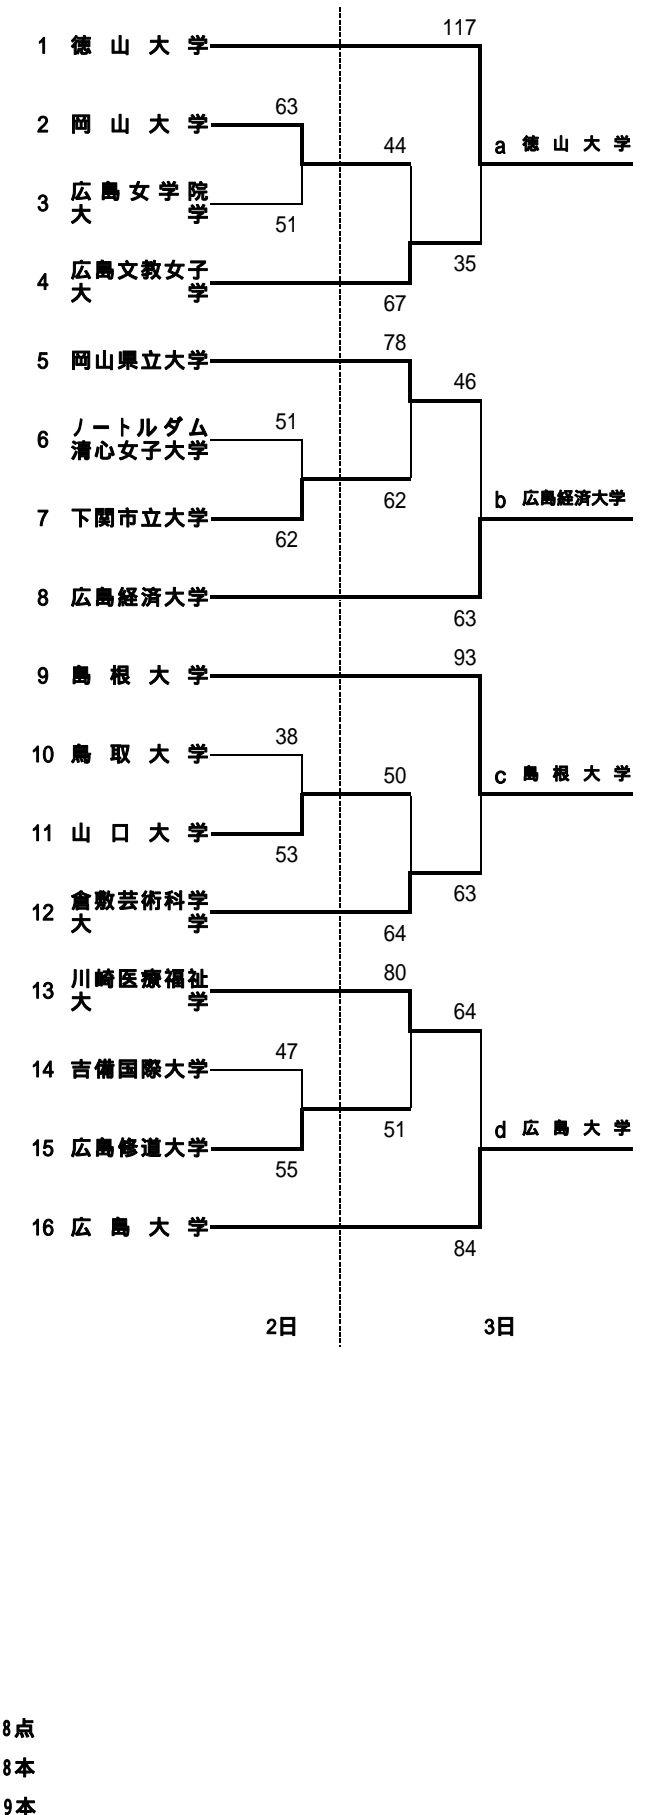 117
1 徳山大学
63
2 岡山大学
44
a 徳山大学
3 広島女学院
大学
51
35
4 広島文教女子
大学
67
78
5 岡山県立大学
46
51
6 ノートルダム
清心女子大学
62
b 広島経済大学
7 下関市立大学
62
8 広島経済大学
63
93
9 島根大学
38
10 鳥取大学
50
c 島根大学
11 山口大学
53
63
12 倉敷芸術科学
大学
64
80
13 川崎医療福祉
大学
64
47
14 吉備国際大学
51
d 広島大学
15 広島修道大学
55
16 広島大学
84
2日 3日
8点
8本
9本